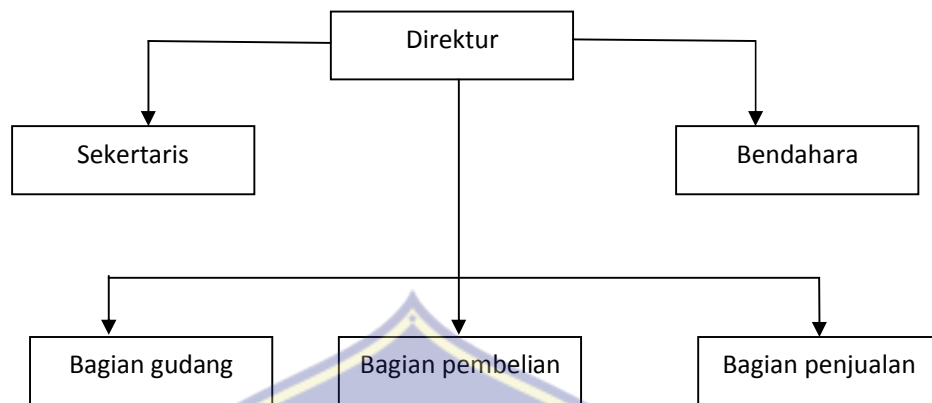 Direktur
Sekertaris
Bendahara
Bagian gudang
Bagian pembelian
Bagian penjualan